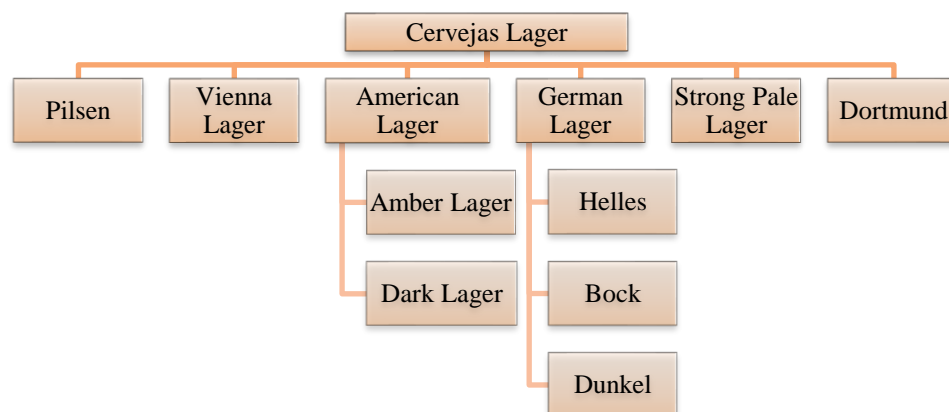 Cervejas Lager
Pilsen
Vienna
Lager
American
Lager
German
Lager
Strong Pale
Lager
Dortmund
Amber Lager
Dark Lager
Helles
Bock
Dunkel